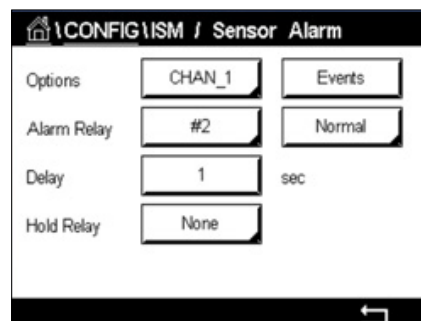 \CONFIG\ISM / Sensor Alarm
Options CHAN_1 Events
Alarm Relay #2 Normal
Delay 1 sec
Hold Relay None